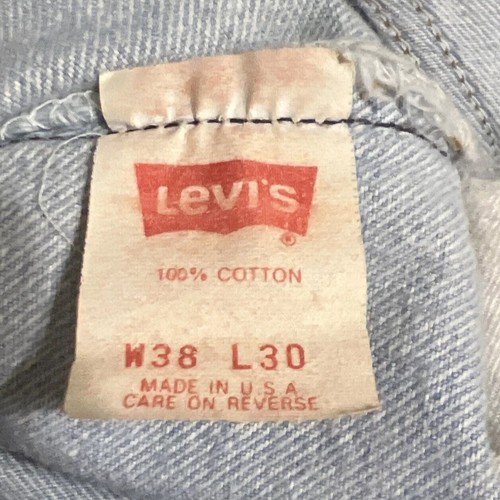 Levi's
®
100% COTTON
W38 L30
MADE IN U S A
CARE ON REVERSE